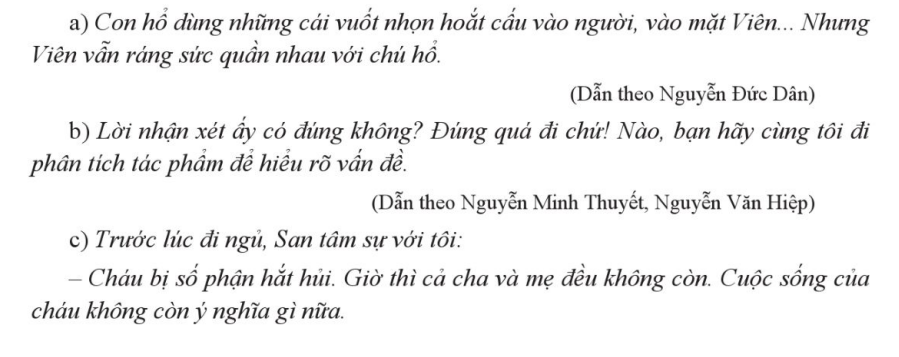 a) Con hổ dùng những cái vuốt nhọn hoắt cấu vào người, vào mặt Viên... Nhưng
Viên vẫn ráng sức quần nhau với chú hổ.
(Dẫn theo Nguyễn Đức Dân)
b) Lời nhận xét ấy có đúng không? Đúng quá đi chứ! Nào, bạn hãy cùng tôi đi
phân tích tác phẩm để hiểu rõ vấn đề.
(Dẫn theo Nguyễn Minh Thuyết, Nguyễn Văn Hiệp)
c) Trước lúc đi ngủ, San tâm sự với tôi:
– Cháu bị số phận hắt hủi. Giờ thì cả cha và mẹ đều không còn. Cuộc sống của
cháu không còn ý nghĩa gì nữa.